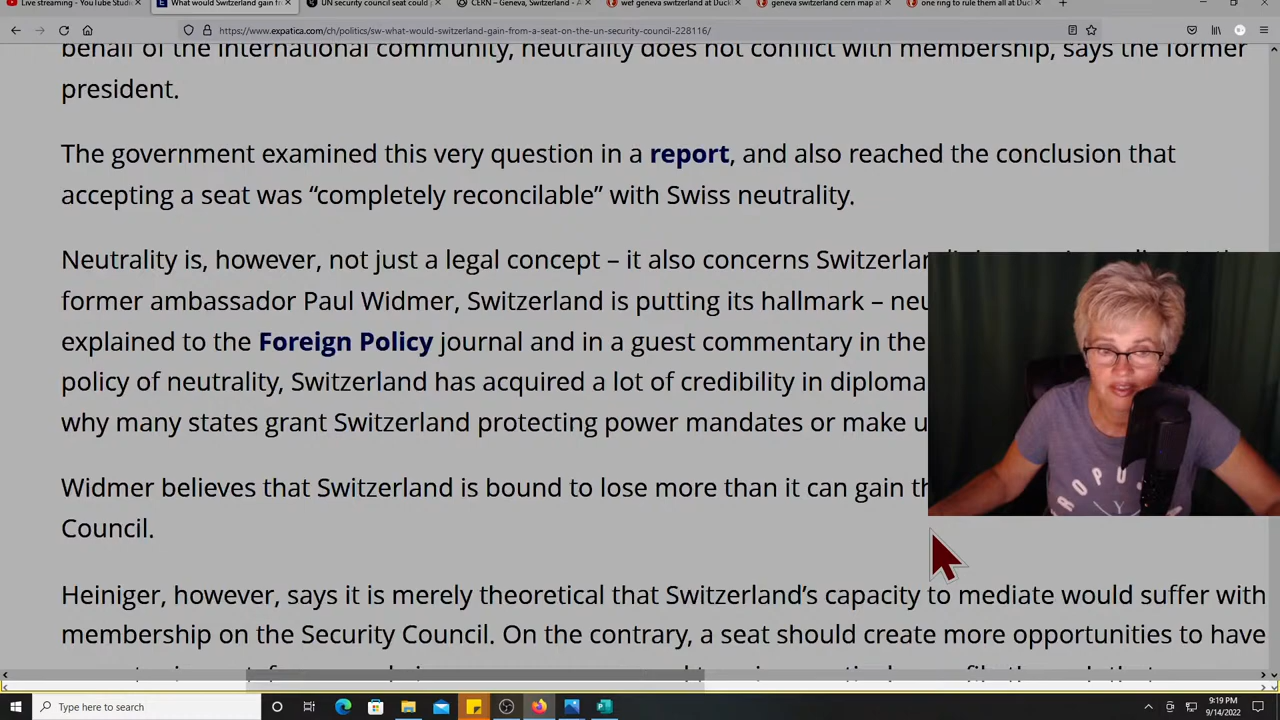 Live streaming - YouTube Studi
What would Switzerland gain fr
UN security council seat could p
CERN – Geneva, Switzerland - A
wef geneva switzerland at Duck
geneva switzerland cern map at
one ring to rule them all at Duc
https://www.expatica.com/ch/politics/sw-what-would-switzerland-gain-from-a-seat-on-the-un-security-council-228116/
behalf of the international community, neutrality does not conflict with membership, says the former
president.
The government examined this very question in a report, and also reached the conclusion that
accepting a seat was “completely reconcilable” with Swiss neutrality.
Neutrality is, however, not just a legal concept – it also concerns
former ambassador Paul Widmer, Switzerland is putting its hallmark –
explained to the Foreign Policy journal and in a guest commentary in the
policy of neutrality, Switzerland has acquired a lot of credibility in
why many states grant Switzerland protecting power mandates or make
Widmer believes that Switzerland is bound to lose more than it can gain
Council.
Heiniger, however, says it is merely theoretical that Switzerland’s capacity to mediate would suffer with
membership on the Security Council. On the contrary, a seat should create more opportunities to have
ROPU
Type here to search
9:19 PM
9/14/2022